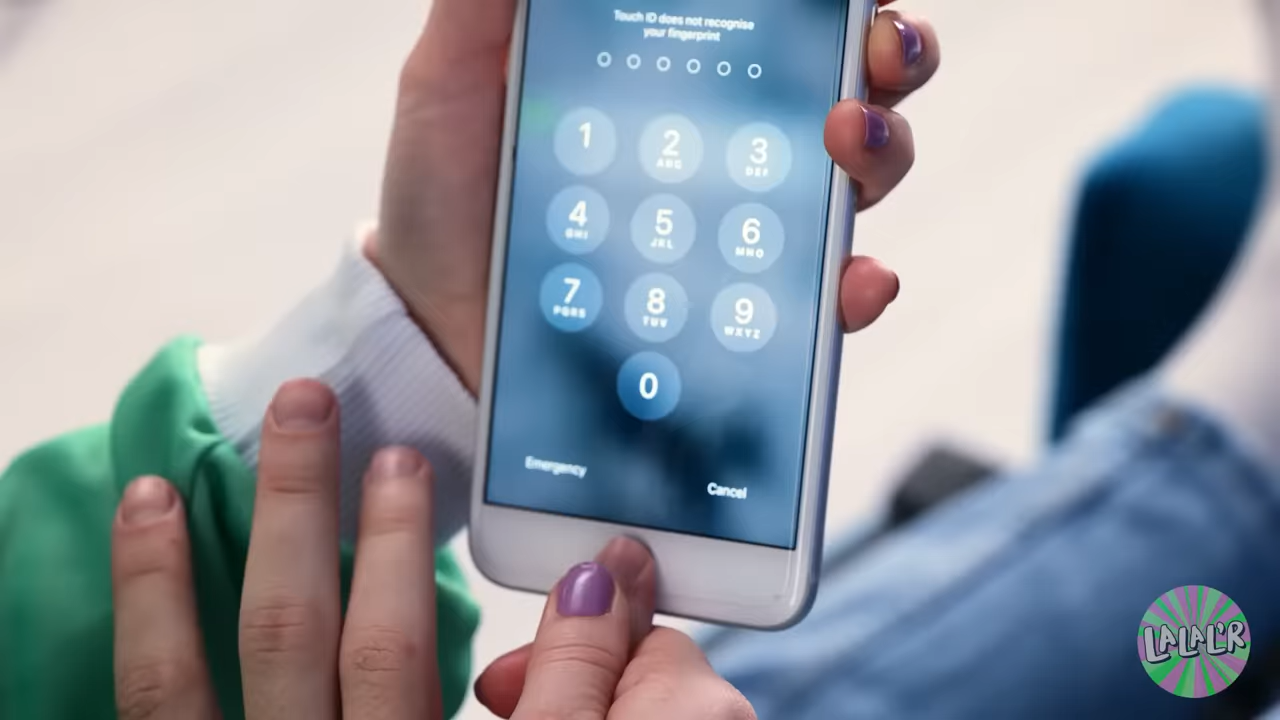 Touch ID does not recognise
your fingerprint
1
2
ABC
3
DEF
4
GHI
5
JKL
6
MNO
7
PQRS
8
TUV
9
WXYZ
0
Emergency
Cancel
LALAL'R